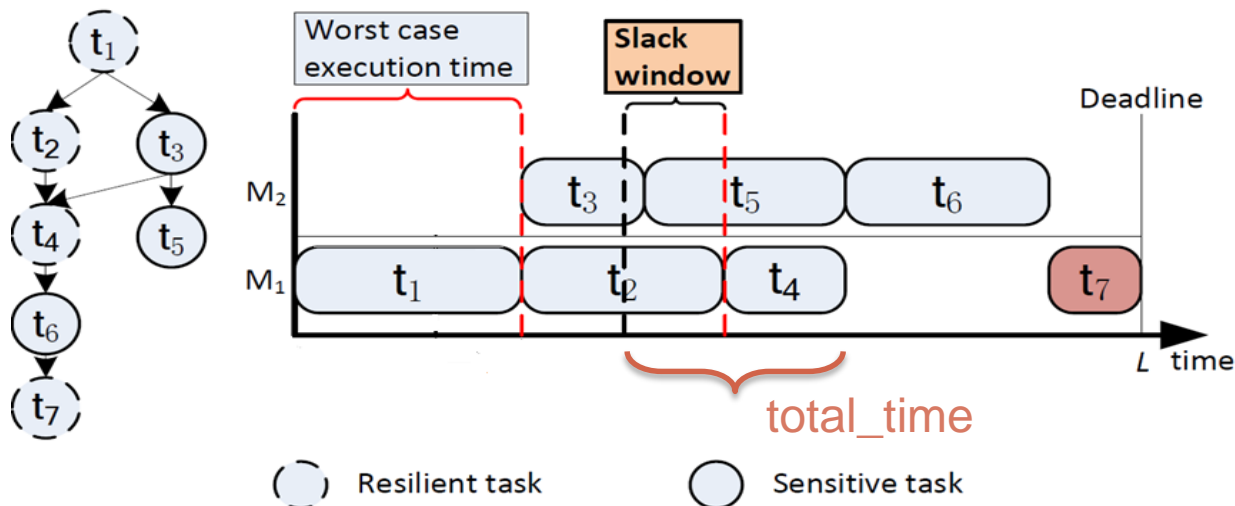 t₁
t₂
t₃
t₄
t₅
t₆
t₇
Worst case
execution time
Slack
window
Deadline
M₂
t₃
t₅
t₆
M₁
t₁
t₂
t₄
t₇
L time
total_time
Resilient task
Sensitive task